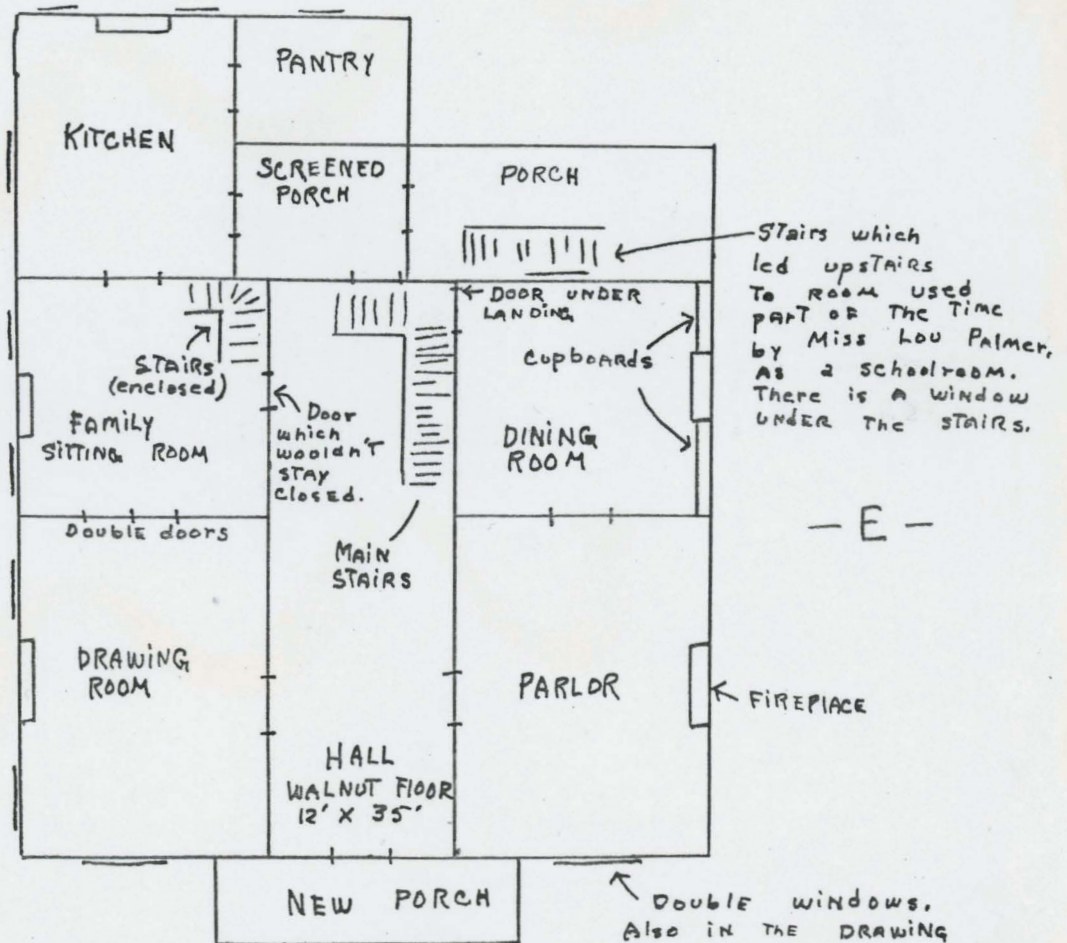 PANTRY
KITCHEN
SCREENED
PORCH
PORCH
Stairs which
led upstairs
To room used
part of the Time
by Miss Lou Palmer,
As a schoolroom.
There is a window
under the stairs.
DOOR UNDER
LANDING
STAIRS
(enclosed)
Cupboards
FAMILY
SITTING ROOM
Door
which
wouldn't
STAY
closed.
DINING
ROOM
— E —
Double doors
MAIN
STAIRS
DRAWING
ROOM
PARLOR
FIREPLACE
HALL
WALNUT FLOOR
12' X 35'
NEW PORCH
Double windows.
Also in the DRAWING